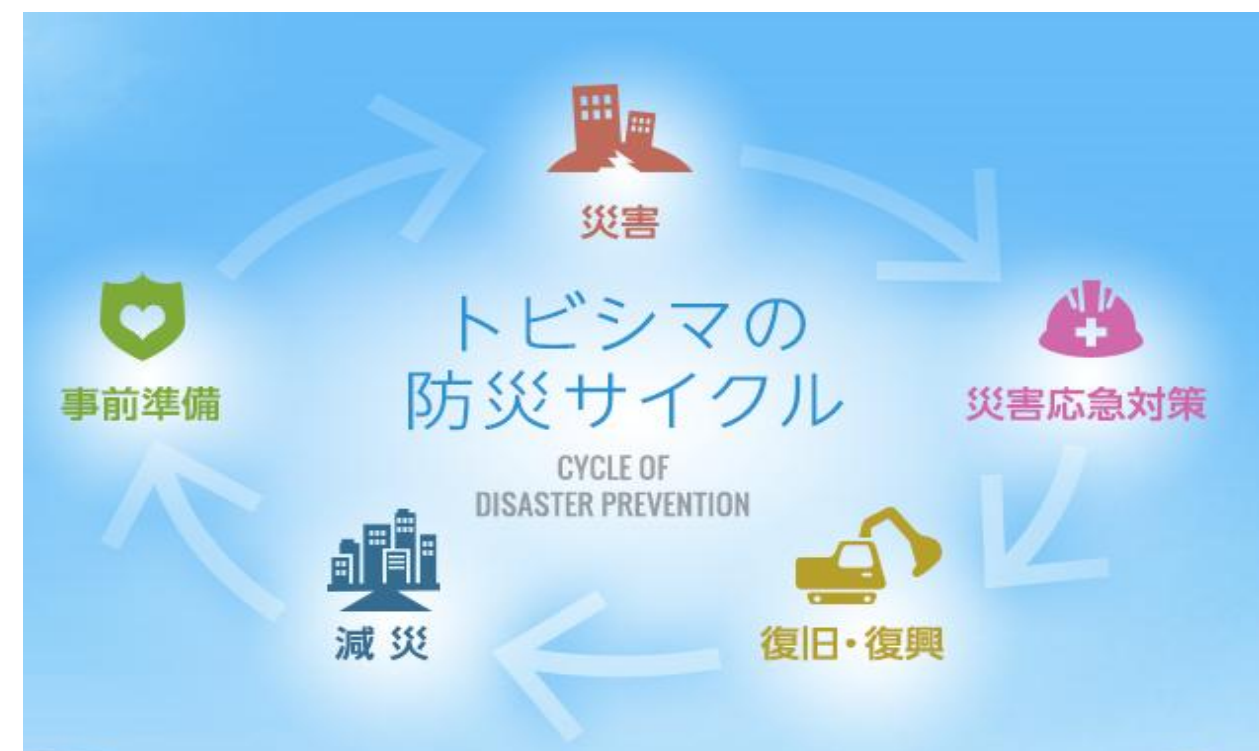 災害
トビシマの
防災サイクル
CYCLE OF
DISASTER PREVENTION
事前準備
災害応急対策
減災
復旧・復興